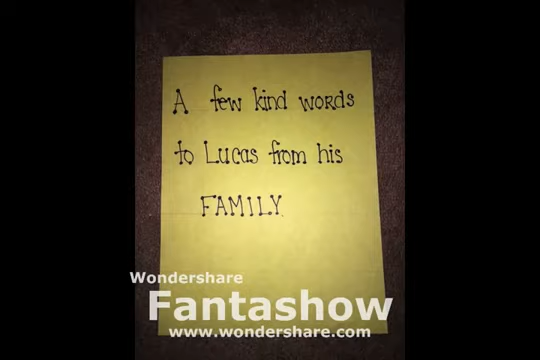 A few kind words
to Lucas from his
FAMILY.
Wondershare
Fantashow
www.wondershare.com